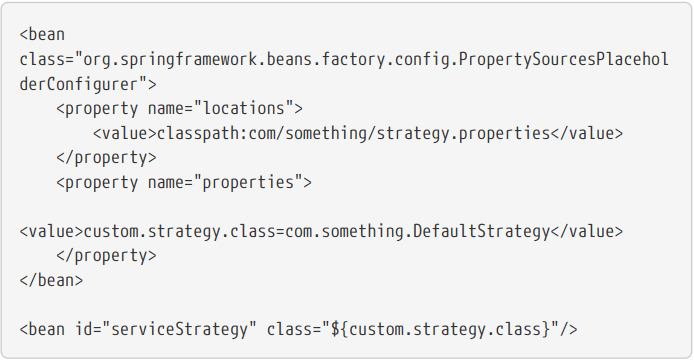 <bean
class="org.springframework.beans.factory.config.PropertySourcesPlacehol
derConfigurer">
    <property name="locations">
        <value>classpath:com/something/strategy.properties</value>
    </property>
    <property name="properties">

<value>custom.strategy.class=com.something.DefaultStrategy</value>
    </property>
</bean>

<bean id="serviceStrategy" class="${custom.strategy.class}"/>